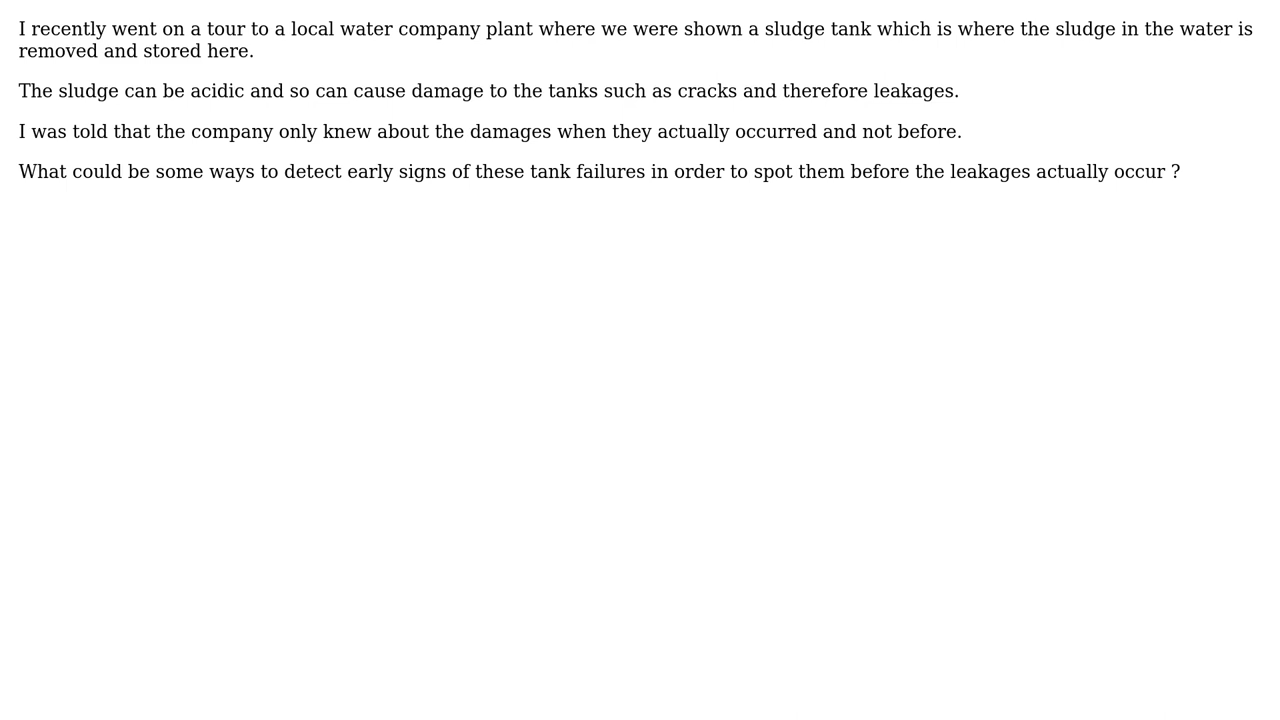 I recently went on a tour to a local water company plant where we were shown a sludge tank which is where the sludge in the water is
removed and stored here.
The sludge can be acidic and so can cause damage to the tanks such as cracks and therefore leakages.
I was told that the company only knew about the damages when they actually occurred and not before.
What could be some ways to detect early signs of these tank failures in order to spot them before the leakages actually occur ?